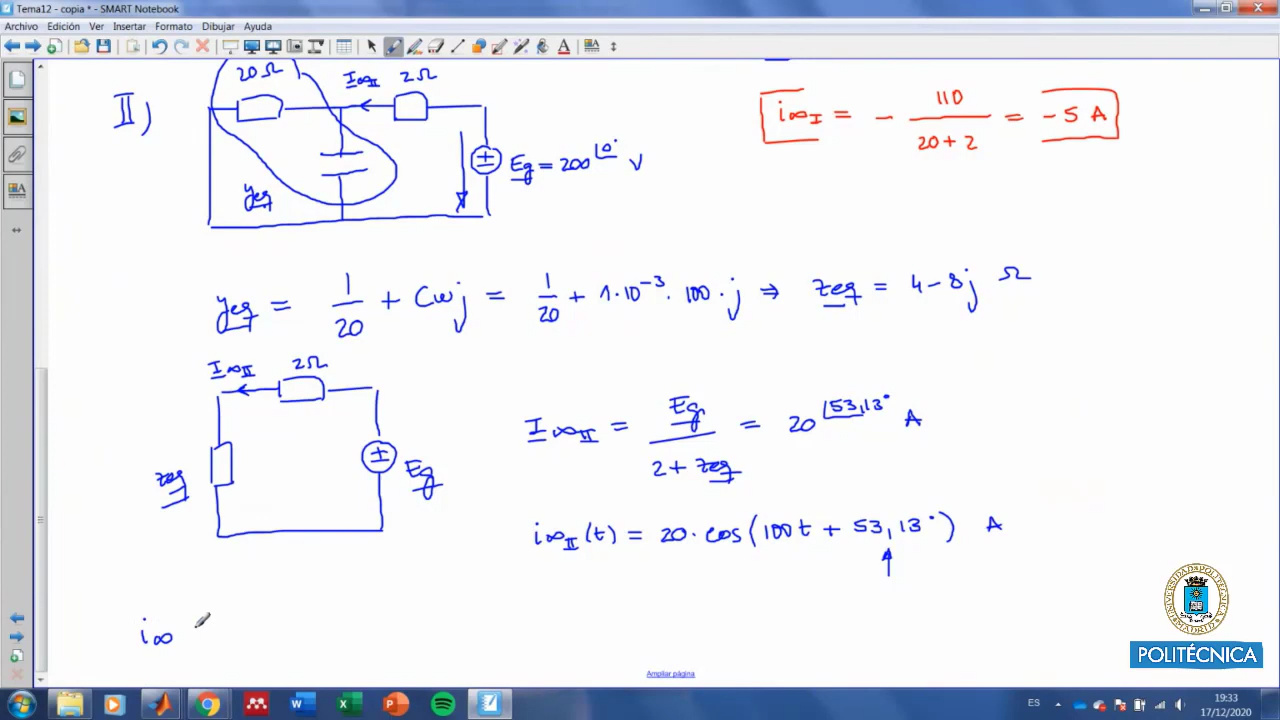 Tema12 - copia * - SMART Notebook
Archivo Edición Ver Insertar Formato Dibujar Ayuda
20 Ω
I∞II 2Ω
II)
Eg = 200 ∠0° V
yeq
i∞I = - 110 / (20 + 2) = -5 A
yeq = 1/20 + Cωj = 1/20 + 1·10⁻³ · 100 · j ⇒ zeq = 4 - 8j Ω
I∞II 2Ω
zeq
Eg
I∞II = Eg / (2 + zeq) = 20 ∠53,13° A
i∞II(t) = 20 · cos(100t + 53,13°) A
i∞
POLITÉCNICA
Ampliar página
ES
19:33
17/12/2020